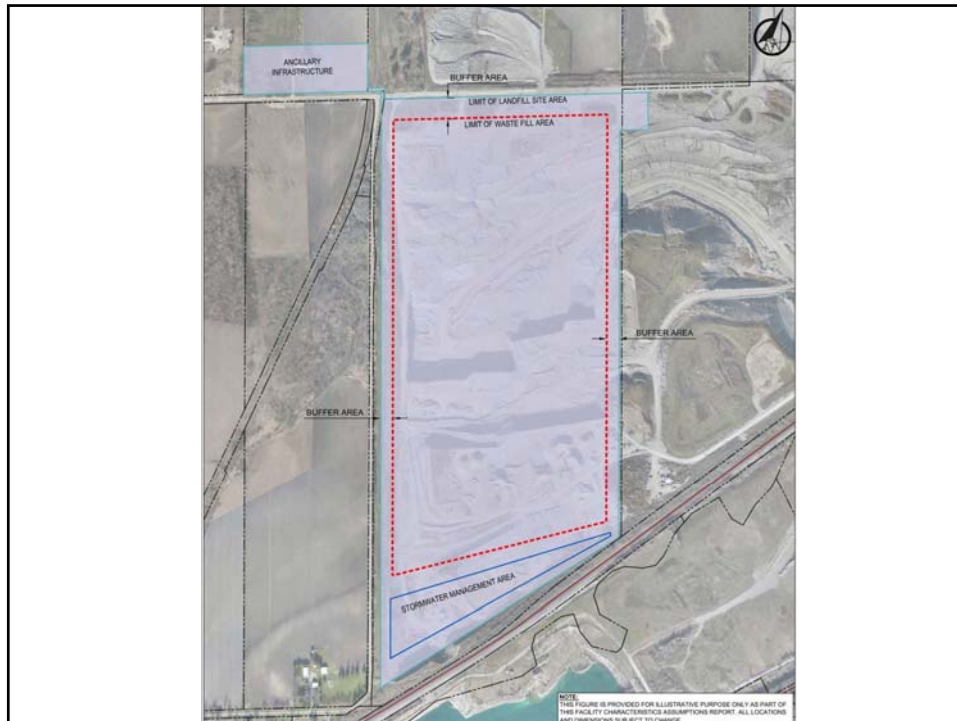 ANCILLARY
INFRASTRUCTURE
BUFFER AREA
LIMIT OF LANDFILL SITE AREA
LIMIT OF WASTE FILL AREA
BUFFER AREA
BUFFER AREA
STORMWATER MANAGEMENT AREA
NOTE:
THIS FIGURE IS PROVIDED FOR ILLUSTRATIVE PURPOSE ONLY AS PART OF
THIS FACILITY CHARACTERISTICS ASSUMPTIONS REPORT. ALL LOCATIONS
AND DIMENSIONS SUBJECT TO CHANGE